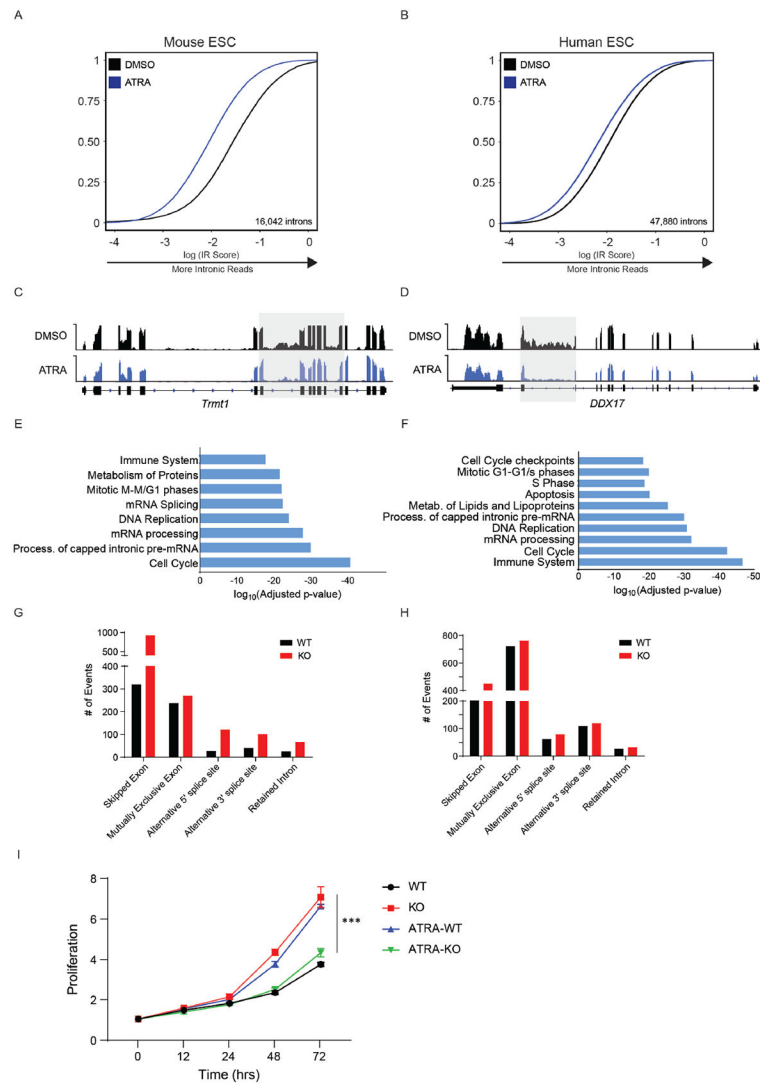 A
Mouse ESC
DMSO
ATRA
1
0.75
0.50
0.25
0
16,042 introns
-4 -3 -2 -1 0
log (IR Score)
More Intronic Reads
B
Human ESC
DMSO
ATRA
1
0.75
0.50
0.25
0
47,880 introns
-4 -3 -2 -1 0
log (IR Score)
More Intronic Reads
C
DMSO
ATRA
Trmt1
D
DMSO
ATRA
DDX17
E
Immune System
Metabolism of Proteins
Mitotic M-M/G1 phases
mRNA Splicing
DNA Replication
mRNA processing
Process. of capped intronic pre-mRNA
Cell Cycle
0 -10 -20 -30 -40
log10(Adjusted p-value)
F
Cell Cycle checkpoints
Mitotic G1-G1/s phases
S Phase
Apoptosis
Metab. of Lipids and Lipoproteins
Process. of capped intronic pre-mRNA
DNA Replication
mRNA processing
Cell Cycle
Immune System
0 -10 -20 -30 -40 -50
log10(Adjusted p-value)
G
# of Events
1000
500
400
300
200
100
0
WT
KO
Skipped Exon
Mutually Exclusive Exon
Alternative 5' splice site
Alternative 3' splice site
Retained Intron
H
# of Events
800
600
400
200
100
0
WT
KO
Skipped Exon
Mutually Exclusive Exon
Alternative 5' splice site
Alternative 3' splice site
Retained Intron
I
Proliferation
8
6
4
2
0
0 12 24 48 72
Time (hrs)
***
WT
KO
ATRA-WT
ATRA-KO